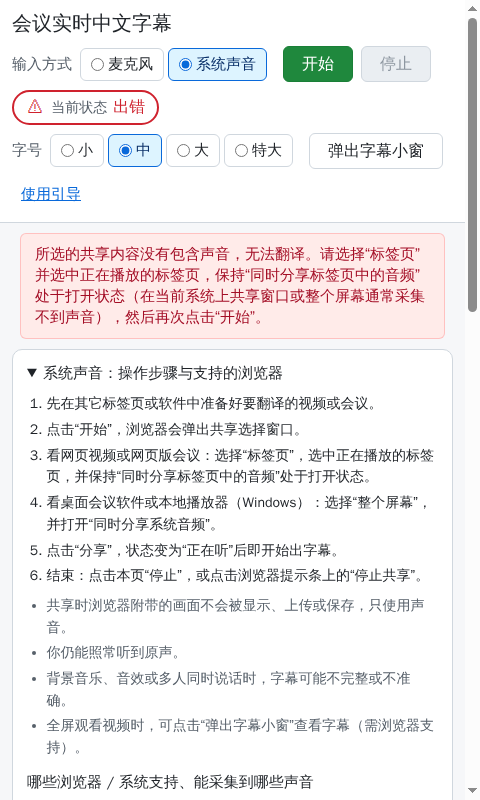 会议实时中文字幕
输入方式 麦克风 系统声音 开始 停止
当前状态 出错
字号 小 中 大 特大 弹出字幕小窗
使用引导
所选的共享内容没有包含声音，无法翻译。请选择“标签页”
并选中正在播放的标签页，保持“同时分享标签页中的音频”
处于打开状态（在当前系统上共享窗口或整个屏幕通常采集
不到声音），然后再次点击“开始”。
▼ 系统声音：操作步骤与支持的浏览器
1. 先在其它标签页或软件中准备好要翻译的视频或会议。
2. 点击“开始”，浏览器会弹出共享选择窗口。
3. 看网页视频或网页版会议：选择“标签页”，选中正在播放的标签
页，并保持“同时分享标签页中的音频”处于打开状态。
4. 看桌面会议软件或本地播放器（Windows）：选择“整个屏幕”，
并打开“同时分享系统音频”。
5. 点击“分享”，状态变为“正在听”后即开始出字幕。
6. 结束：点击本页“停止”，或点击浏览器提示条上的“停止共享”。
• 共享时浏览器附带的画面不会被显示、上传或保存，只使用声
音。
• 你仍能照常听到原声。
• 背景音乐、音效或多人同时说话时，字幕可能不完整或不准
确。
• 全屏观看视频时，可点击“弹出字幕小窗”查看字幕（需浏览器支
持）。
哪些浏览器 / 系统支持、能采集到哪些声音